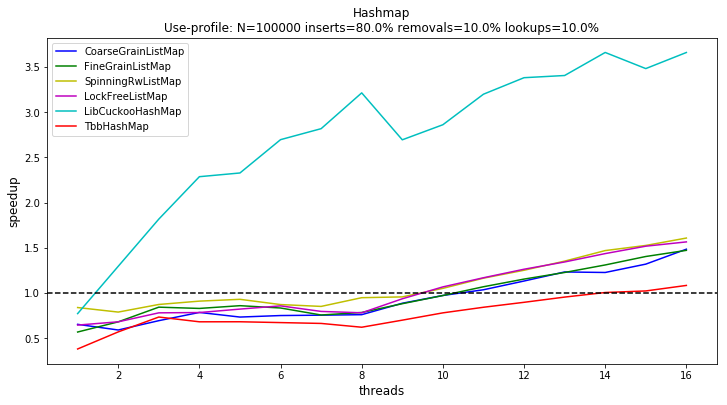 Hashmap
Use-profile: N=100000 inserts=80.0% removals=10.0% lookups=10.0%
CoarseGrainListMap
FineGrainListMap
SpinningRwListMap
LockFreeListMap
LibCuckooHashMap
TbbHashMap
speedup
3.5
3.0
2.5
2.0
1.5
1.0
0.5
2 4 6 8 10 12 14 16
threads